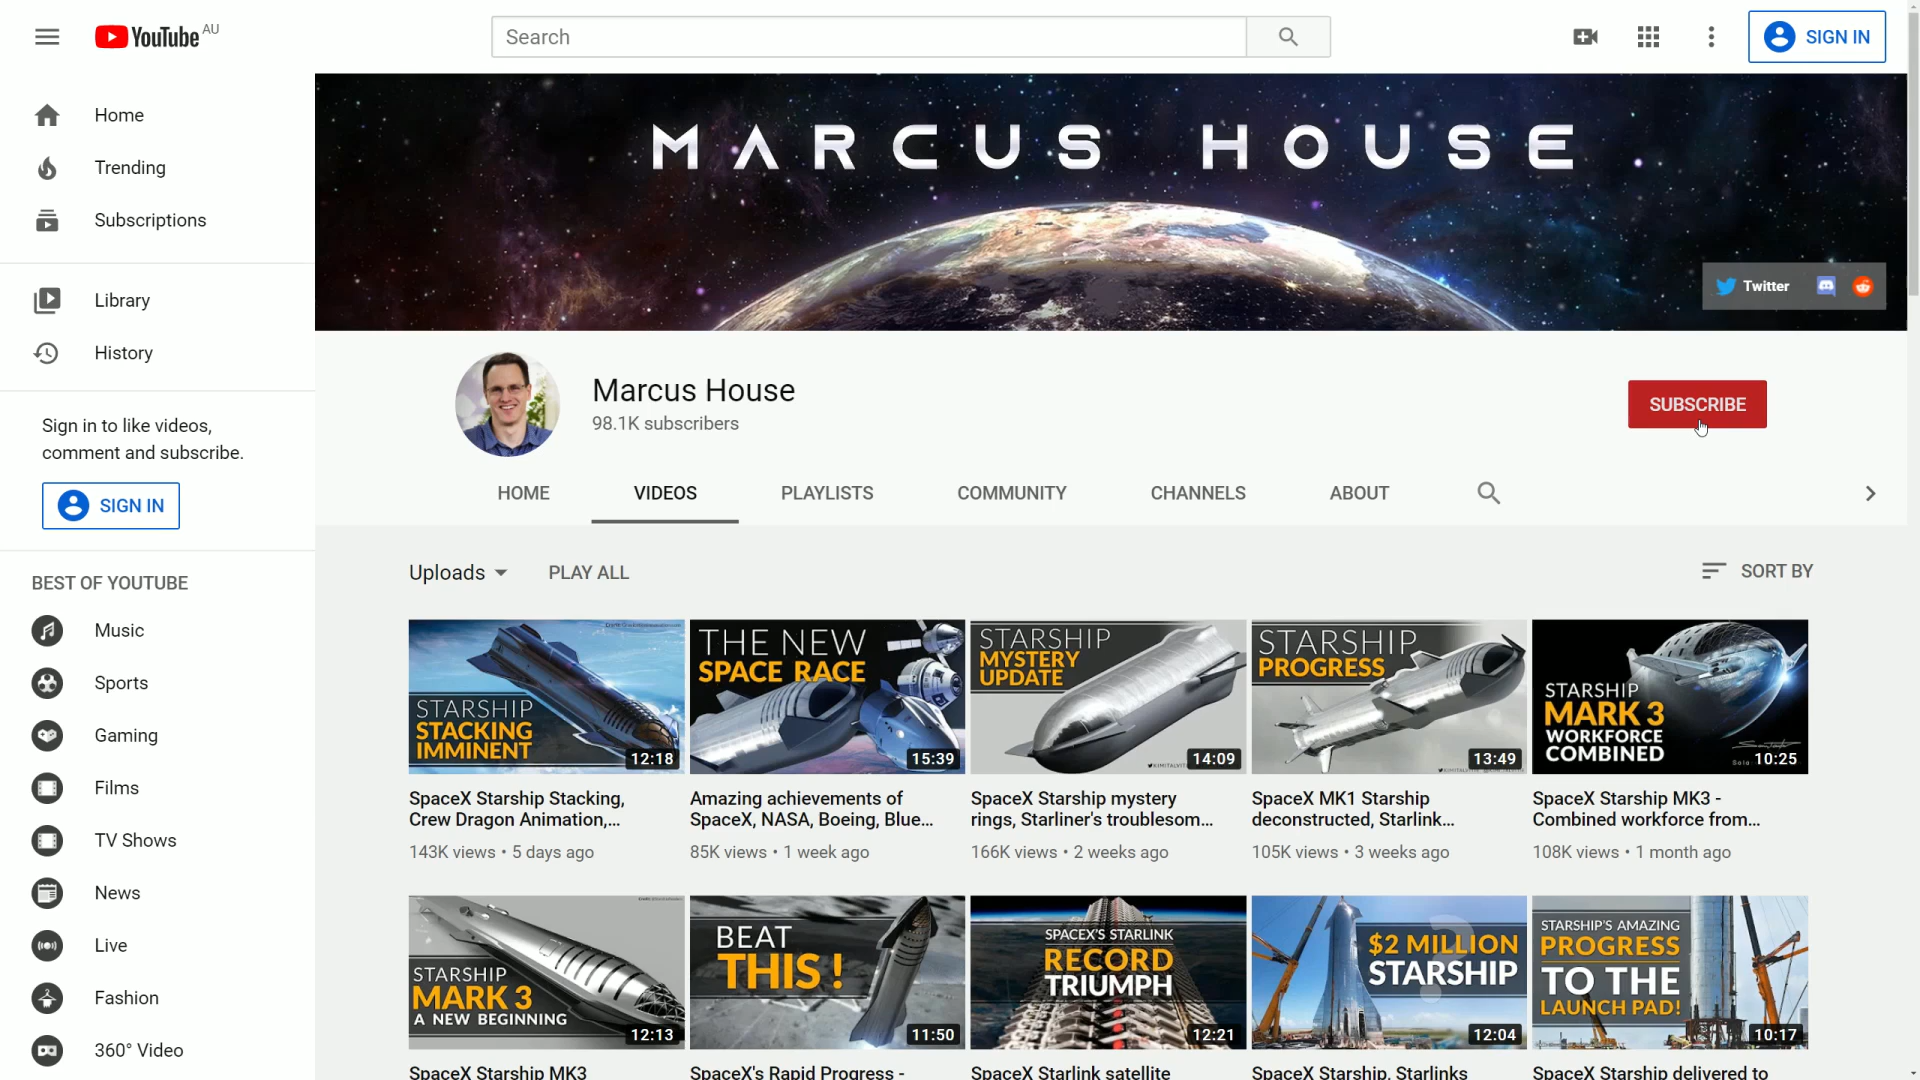 YouTube AU
Search
SIGN IN
Home
Trending
Subscriptions
Library
History
Sign in to like videos,
comment and subscribe.
SIGN IN
BEST OF YOUTUBE
Music
Sports
Gaming
Films
TV Shows
News
Live
Fashion
360° Video
MARCUS HOUSE
Twitter
Marcus House
98.1K subscribers
SUBSCRIBE
HOME VIDEOS PLAYLISTS COMMUNITY CHANNELS ABOUT
Uploads PLAY ALL SORT BY
STARSHIP
STACKING
IMMINENT
12:18
SpaceX Starship Stacking,
Crew Dragon Animation,...
143K views • 5 days ago
THE NEW
SPACE RACE
15:39
Amazing achievements of
SpaceX, NASA, Boeing, Blue...
85K views • 1 week ago
STARSHIP
MYSTERY
UPDATE
14:09
SpaceX Starship mystery
rings, Starliner's troublesom...
166K views • 2 weeks ago
STARSHIP
PROGRESS
13:49
SpaceX MK1 Starship
deconstructed, Starlink...
105K views • 3 weeks ago
STARSHIP
MARK 3
WORKFORCE
COMBINED
10:25
SpaceX Starship MK3 -
Combined workforce from...
108K views • 1 month ago
STARSHIP
MARK 3
A NEW BEGINNING
12:13
SpaceX Starship MK3
BEAT
THIS!
11:50
SpaceX's Rapid Progress -
SPACEX'S STARLINK
RECORD
TRIUMPH
12:21
SpaceX Starlink satellite
$2 MILLION
STARSHIP
?
12:04
SpaceX Starship, Starlinks
STARSHIP'S AMAZING
PROGRESS
TO THE
LAUNCH PAD!
10:17
SpaceX Starship delivered to